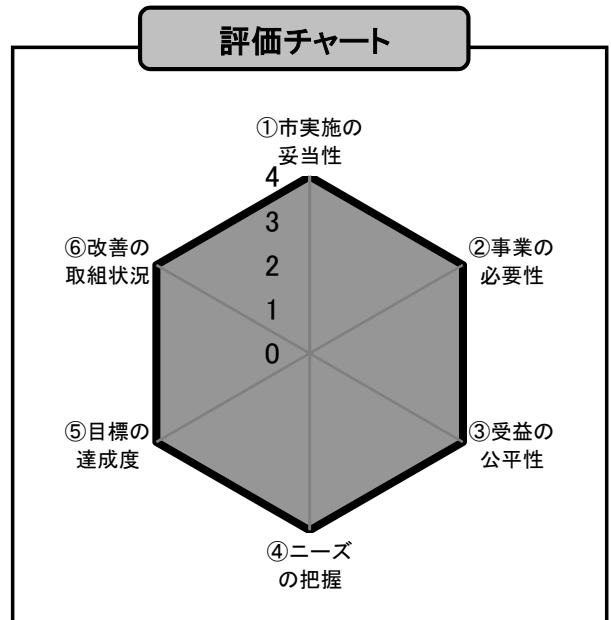 評価チャート
①市実施の
妥当性
4
3
2
1
0
②事業の
必要性
③受益の
公平性
④ニーズ
の把握
⑤目標の
達成度
⑥改善の
取組状況